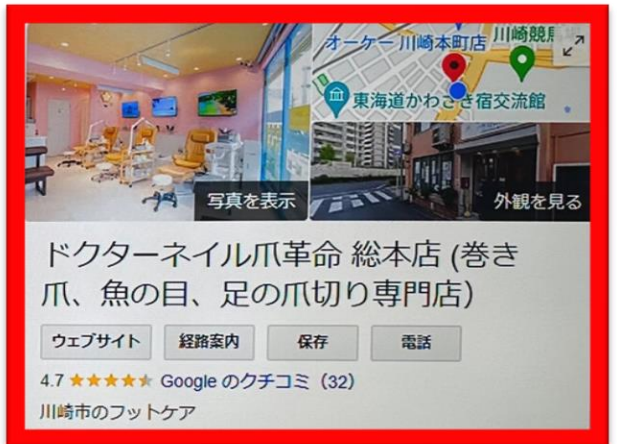 オーケー 川崎本町店
川崎競馬
東海道かわさき宿交流館
写真を表示
外観を見る
ドクターネイル爪革命 総本店 (巻き
爪、魚の目、足の爪切り専門店)
ウェブサイト
経路案内
保存
電話
4.7 ★★★★★ Google のクチコミ（32）
川崎市のフットケア